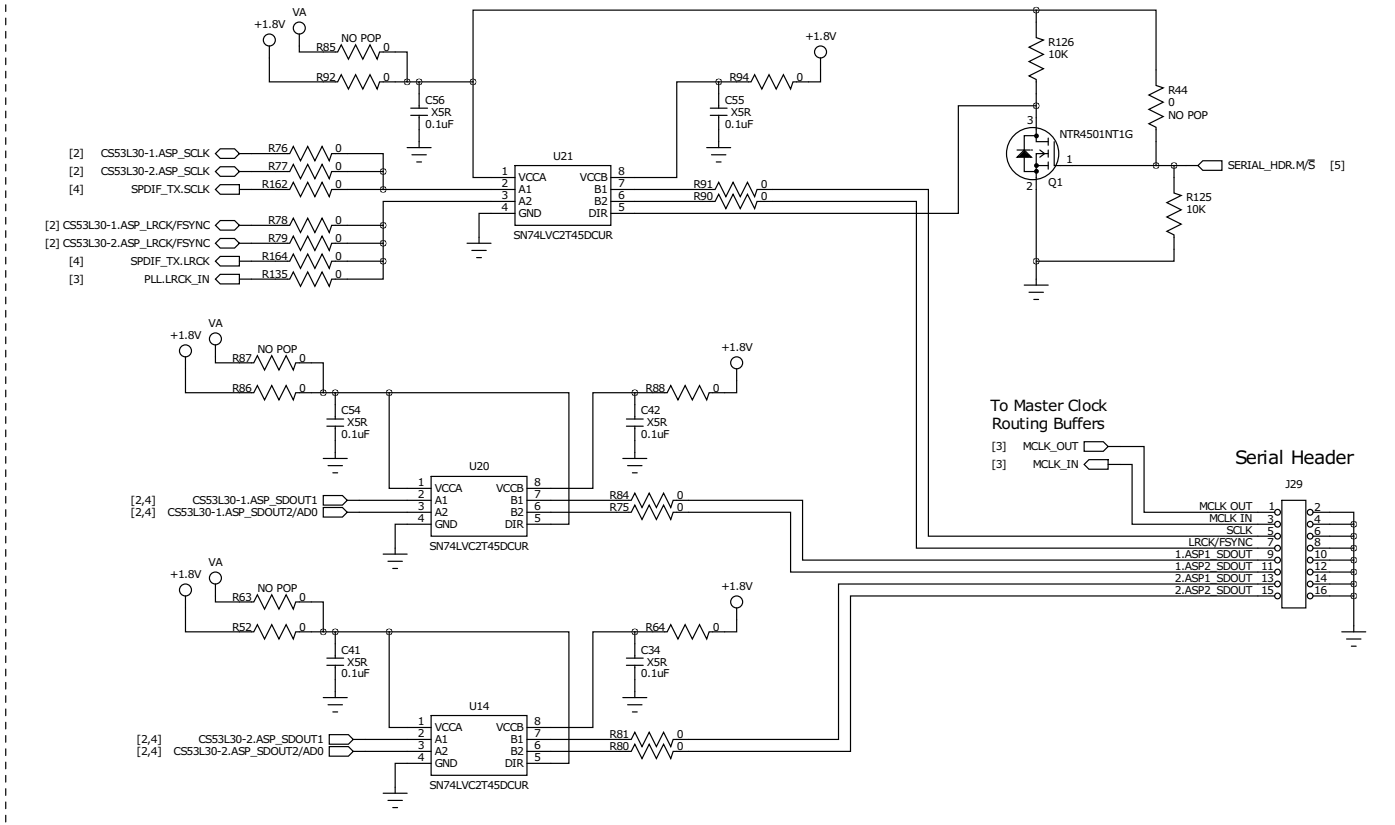 +1.8V
VA
R85 NO POP 0
R92 0
C56
X5R
0.1uF
R94 0
+1.8V
C55
X5R
0.1uF
R126
10K
R44
0
NO POP
3
NTR4501NT1G
1
Q1
2
SERIAL_HDR.M/S̅ [5]
R125
10K
[2] CS53L30-1.ASP_SCLK R76 0
[2] CS53L30-2.ASP_SCLK R77 0
[4] SPDIF_TX.SCLK R162 0
[2] CS53L30-1.ASP_LRCK/FSYNC R78 0
[2] CS53L30-2.ASP_LRCK/FSYNC R79 0
[4] SPDIF_TX.LRCK R164 0
[3] PLL.LRCK_IN R135 0
U21
1 VCCA VCCB 8
2 A1 B1 7 R91 0
3 A2 B2 6 R90 0
4 GND DIR 5
SN74LVC2T45DCUR
+1.8V
VA
R87 NO POP 0
R86 0
C54
X5R
0.1uF
R88 0
+1.8V
C42
X5R
0.1uF
U20
1 VCCA VCCB 8
[2,4] CS53L30-1.ASP_SDOUT1 2 A1 B1 7 R84 0
[2,4] CS53L30-1.ASP_SDOUT2/AD0 3 A2 B2 6 R75 0
4 GND DIR 5
SN74LVC2T45DCUR
+1.8V
VA
R63 NO POP 0
R52 0
C41
X5R
0.1uF
R64 0
+1.8V
C34
X5R
0.1uF
U14
1 VCCA VCCB 8
[2,4] CS53L30-2.ASP_SDOUT1 2 A1 B1 7 R81 0
[2,4] CS53L30-2.ASP_SDOUT2/AD0 3 A2 B2 6 R80 0
4 GND DIR 5
SN74LVC2T45DCUR
To Master Clock
Routing Buffers
[3] MCLK_OUT
[3] MCLK_IN
Serial Header
J29
MCLK OUT 1 2
MCLK IN 3 4
SCLK 5 6
LRCK/FSYNC 7 8
1.ASP1_SDOUT 9 10
1.ASP2_SDOUT 11 12
2.ASP1_SDOUT 13 14
2.ASP2_SDOUT 15 16